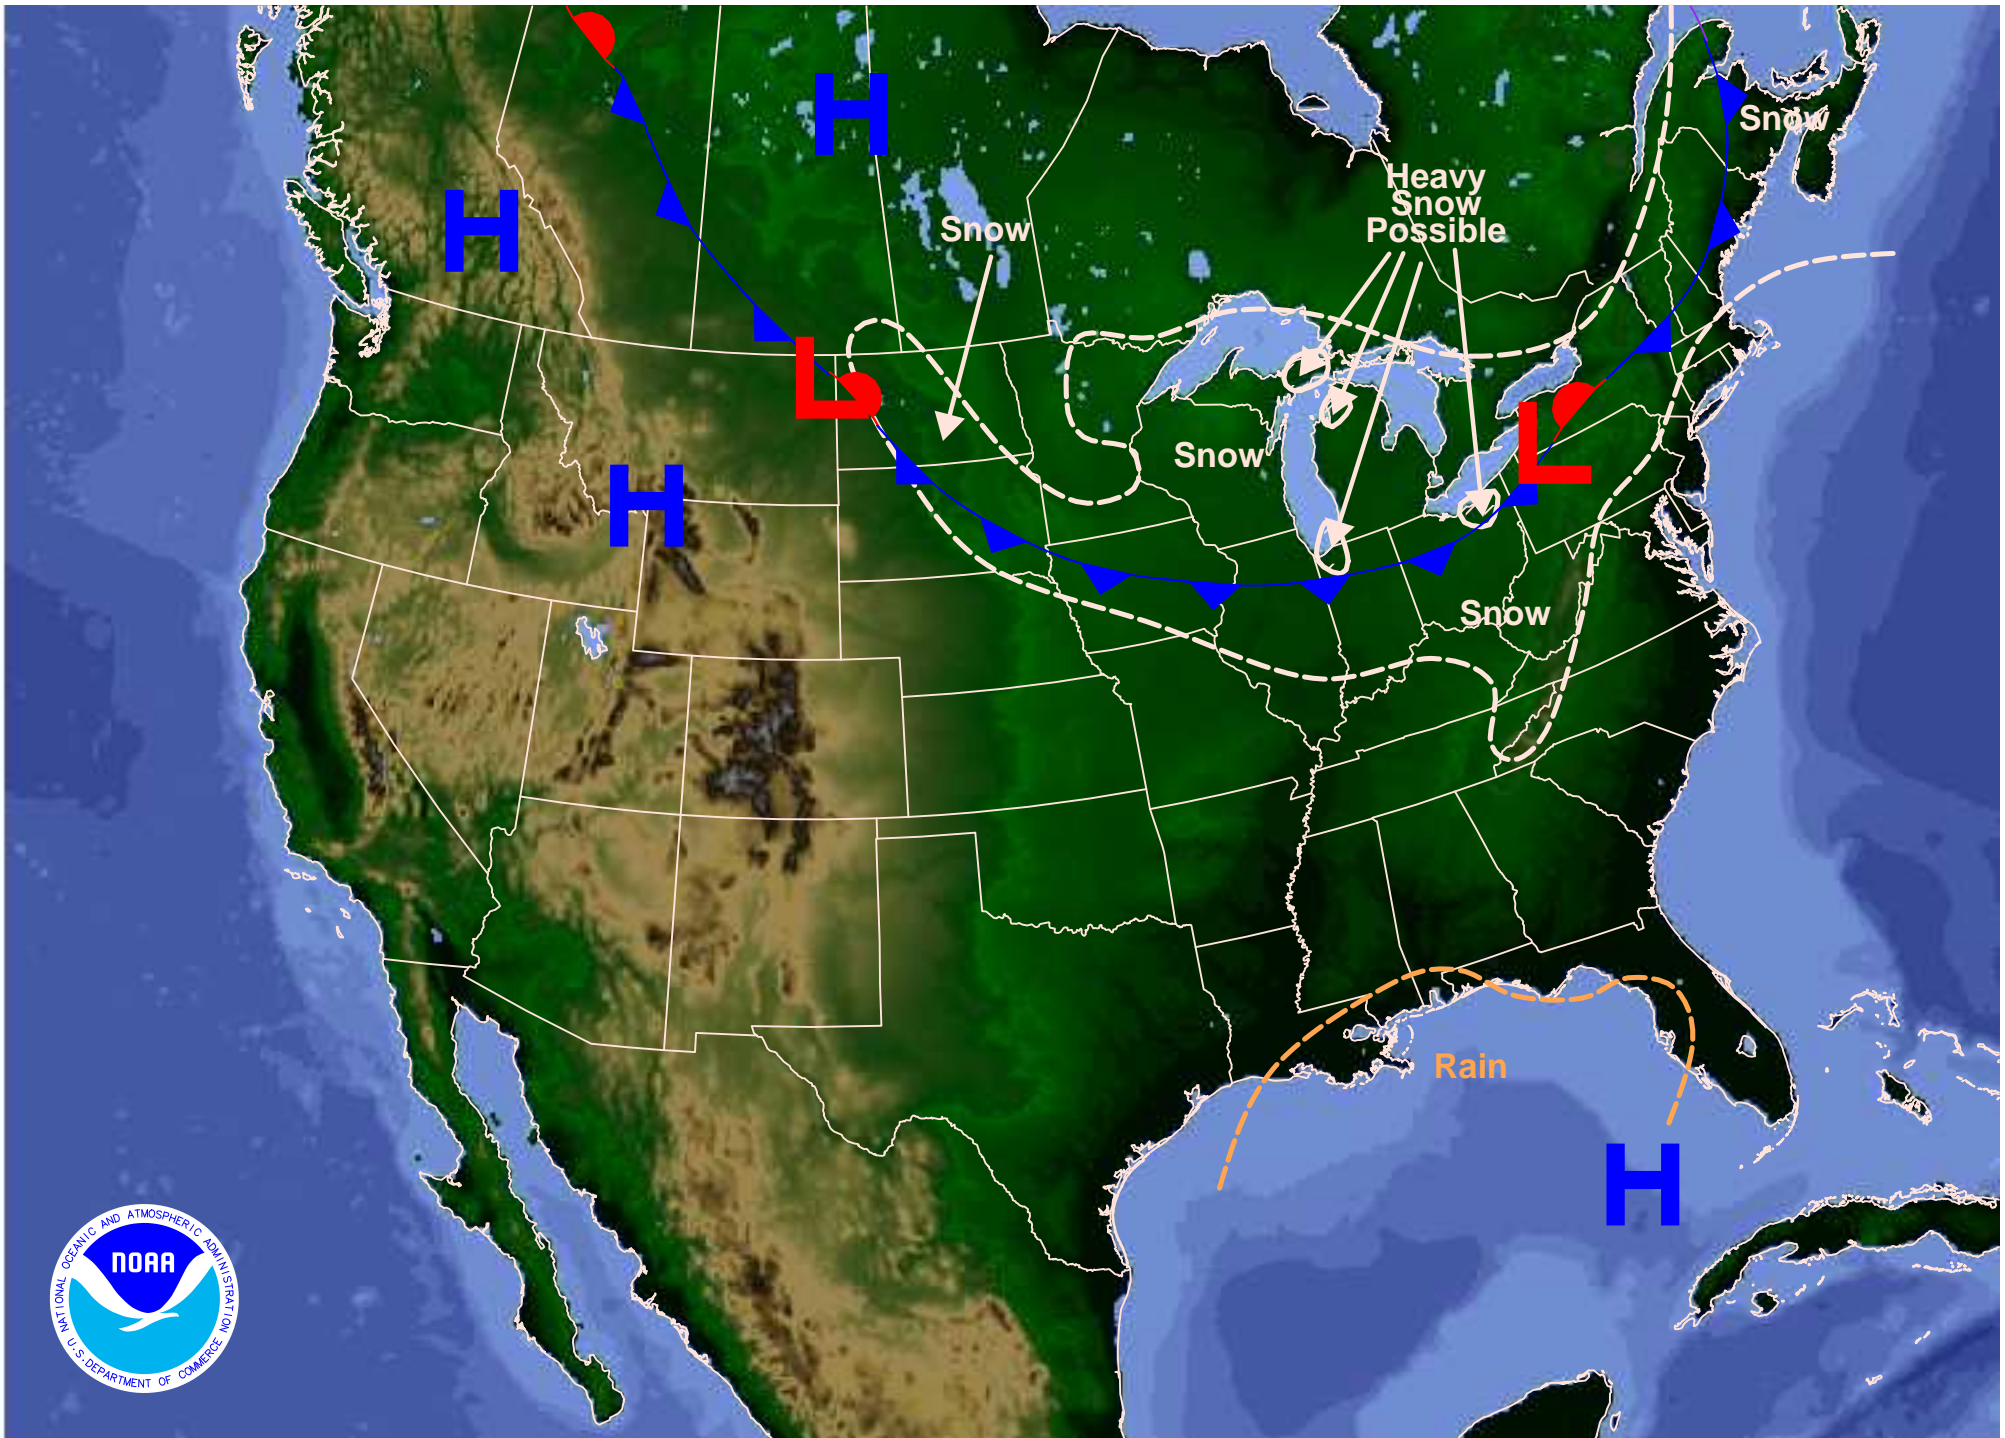 Snow
H
Heavy
Snow
Possible
H
Snow
L
L
Snow
H
Snow
Rain
H
NATIONAL OCEANIC AND ATMOSPHERIC ADMINISTRATION
NOAA
U.S. DEPARTMENT OF COMMERCE